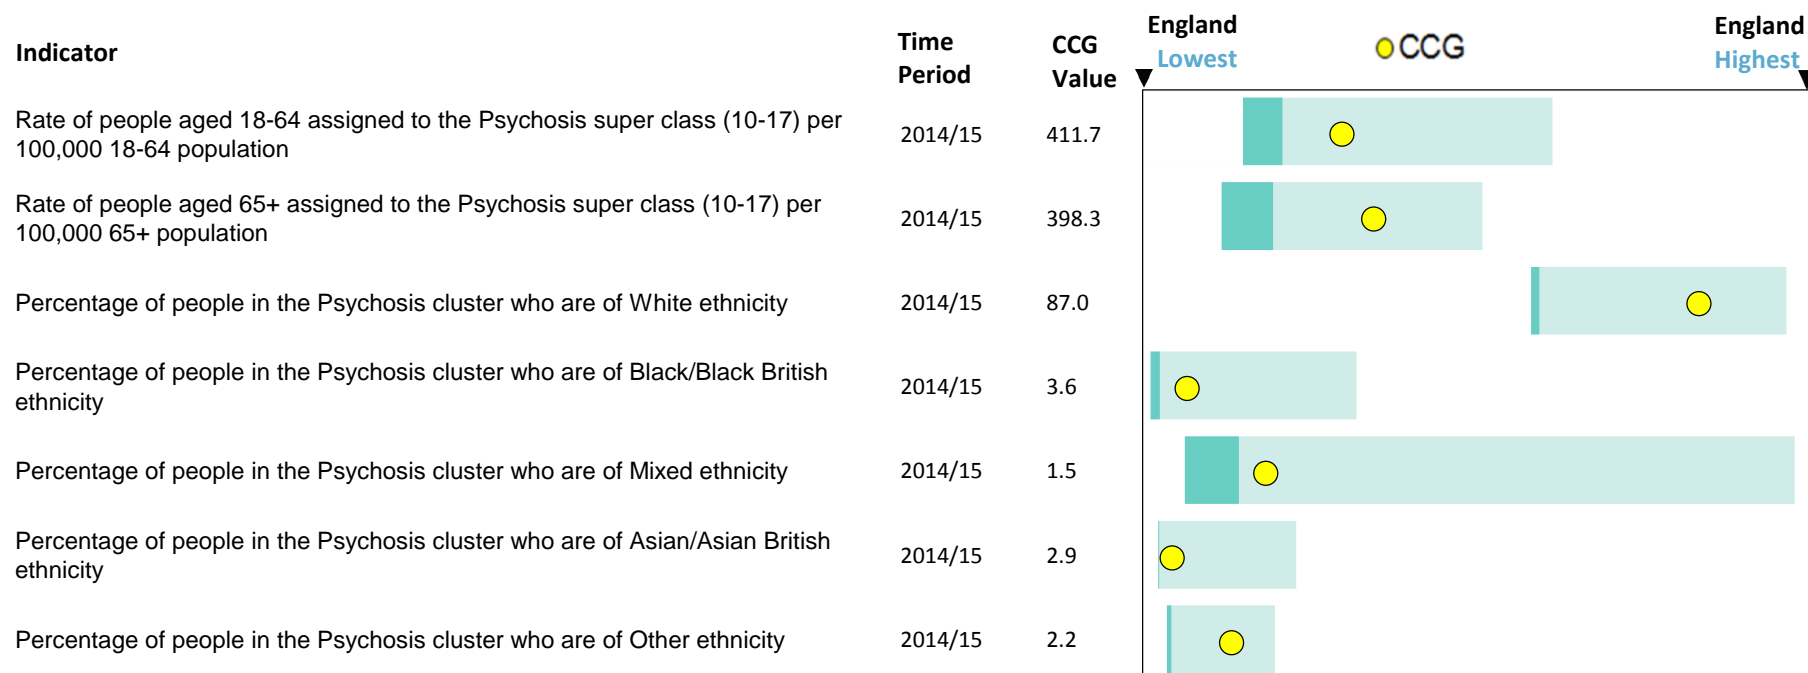 Indicator
Time Period
CCG Value
England Lowest
CCG
England Highest
Rate of people aged 18-64 assigned to the Psychosis super class (10-17) per
100,000 18-64 population
2014/15
411.7
Rate of people aged 65+ assigned to the Psychosis super class (10-17) per
100,000 65+ population
2014/15
398.3
Percentage of people in the Psychosis cluster who are of White ethnicity
2014/15
87.0
Percentage of people in the Psychosis cluster who are of Black/Black British
ethnicity
2014/15
3.6
Percentage of people in the Psychosis cluster who are of Mixed ethnicity
2014/15
1.5
Percentage of people in the Psychosis cluster who are of Asian/Asian British
ethnicity
2014/15
2.9
Percentage of people in the Psychosis cluster who are of Other ethnicity
2014/15
2.2